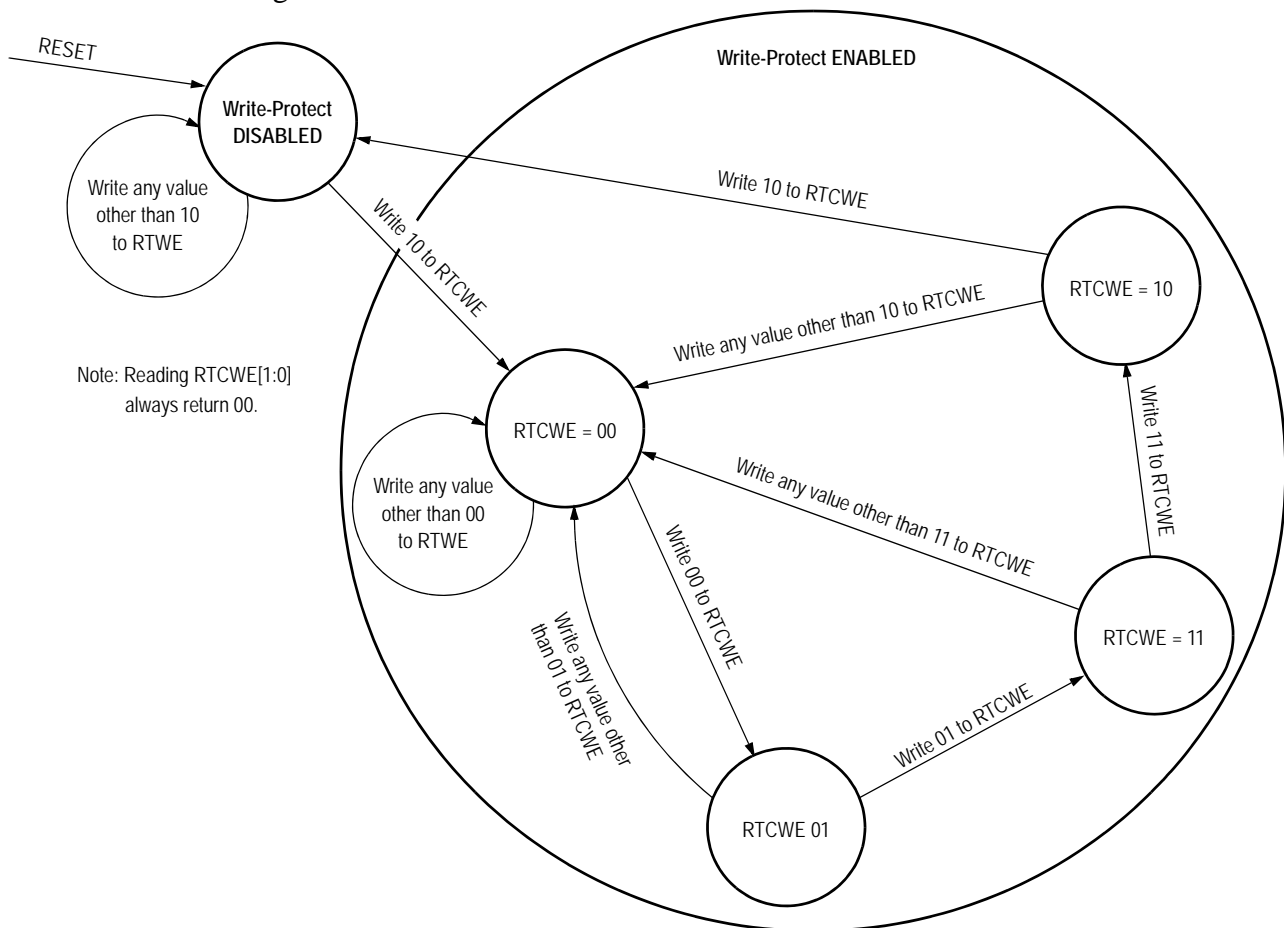 RESET
Write-Protect ENABLED
Write-Protect
DISABLED
Write any value
other than 10
to RTWE
Write 10 to RTCWE
Write 10 to RTCWE
RTCWE = 10
Write any value other than 10 to RTCWE
Note: Reading RTCWE[1:0]
always return 00.
RTCWE = 00
Write any value
other than 00
to RTWE
Write any value other than 11 to RTCWE
Write 11 to RTCWE
Write 00 to RTCWE
Write any value other
than 01 to RTCWE
RTCWE = 11
Write 01 to RTCWE
RTCWE 01